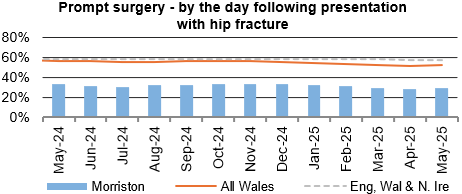 Prompt surgery - by the day following presentation
with hip fracture
80%
60%
40%
20%
0%
May-24
Jun-24
Jul-24
Aug-24
Sep-24
Oct-24
Nov-24
Dec-24
Jan-25
Feb-25
Mar-25
Apr-25
May-25
Morriston All Wales Eng, Wal & N. Ire